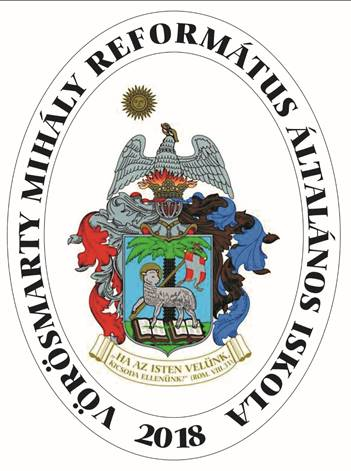 VÖRÖSMARTY MIHÁLY REFORMÁTUS ÁLTALÁNOS ISKOLA
„HA AZ ISTEN VELÜNK,
KICSODA ELLENÜNK?” (RÓM. VIII.31)
2018